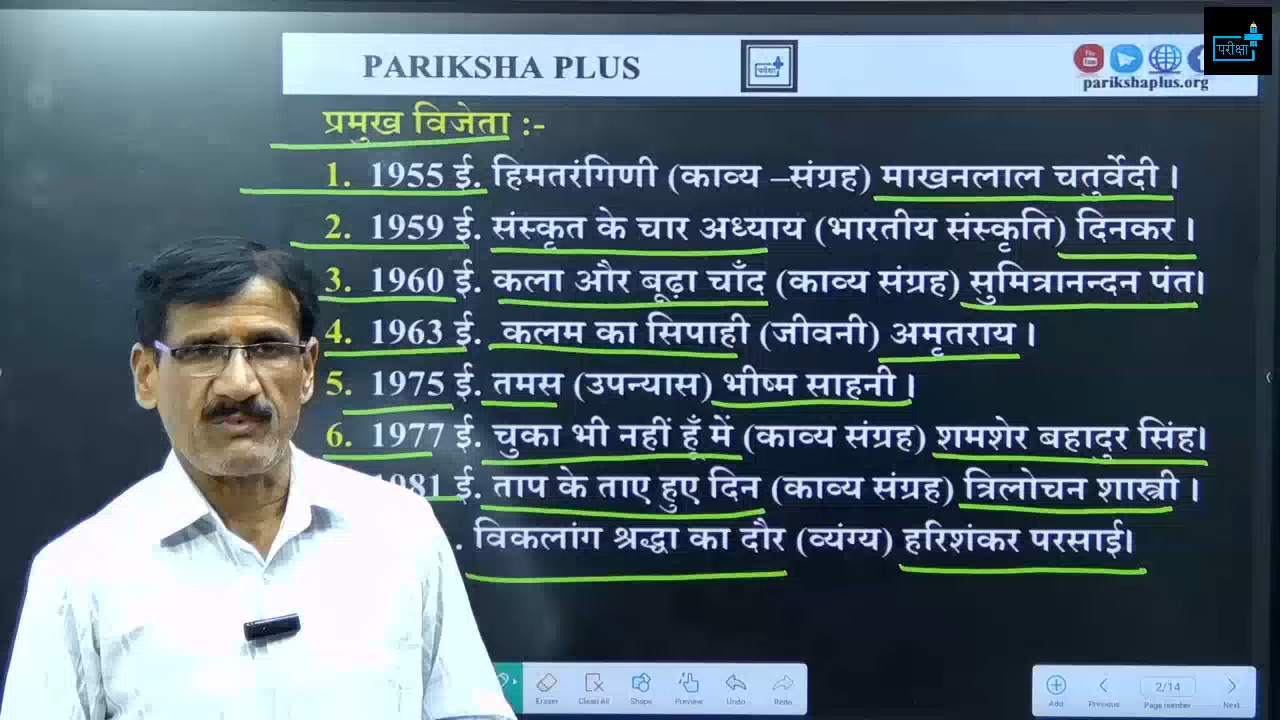 PARIKSHA PLUS
परीक्षा
परीक्षा
parikshaplus.org
प्रमुख विजेता :-
1. 1955 ई. हिमतरंगिणी (काव्य –संग्रह) माखनलाल चतुर्वेदी ।
2. 1959 ई. संस्कृत के चार अध्याय (भारतीय संस्कृति) दिनकर ।
3. 1960 ई. कला और बूढ़ा चाँद (काव्य संग्रह) सुमित्रानन्दन पंत।
4. 1963 ई. कलम का सिपाही (जीवनी) अमृतराय ।
5. 1975 ई. तमस (उपन्यास) भीष्म साहनी ।
6. 1977 ई. चुका भी नहीं हूँ में (काव्य संग्रह) शमशेर बहादुर सिंह।
1981 ई. ताप के ताए हुए दिन (काव्य संग्रह) त्रिलोचन शास्त्री ।
. विकलांग श्रद्धा का दौर (व्यंग्य) हरिशंकर परसाई।
Eraser Clean All Shape Preview Undo Redo
Add Previous 2/14 Page number Next